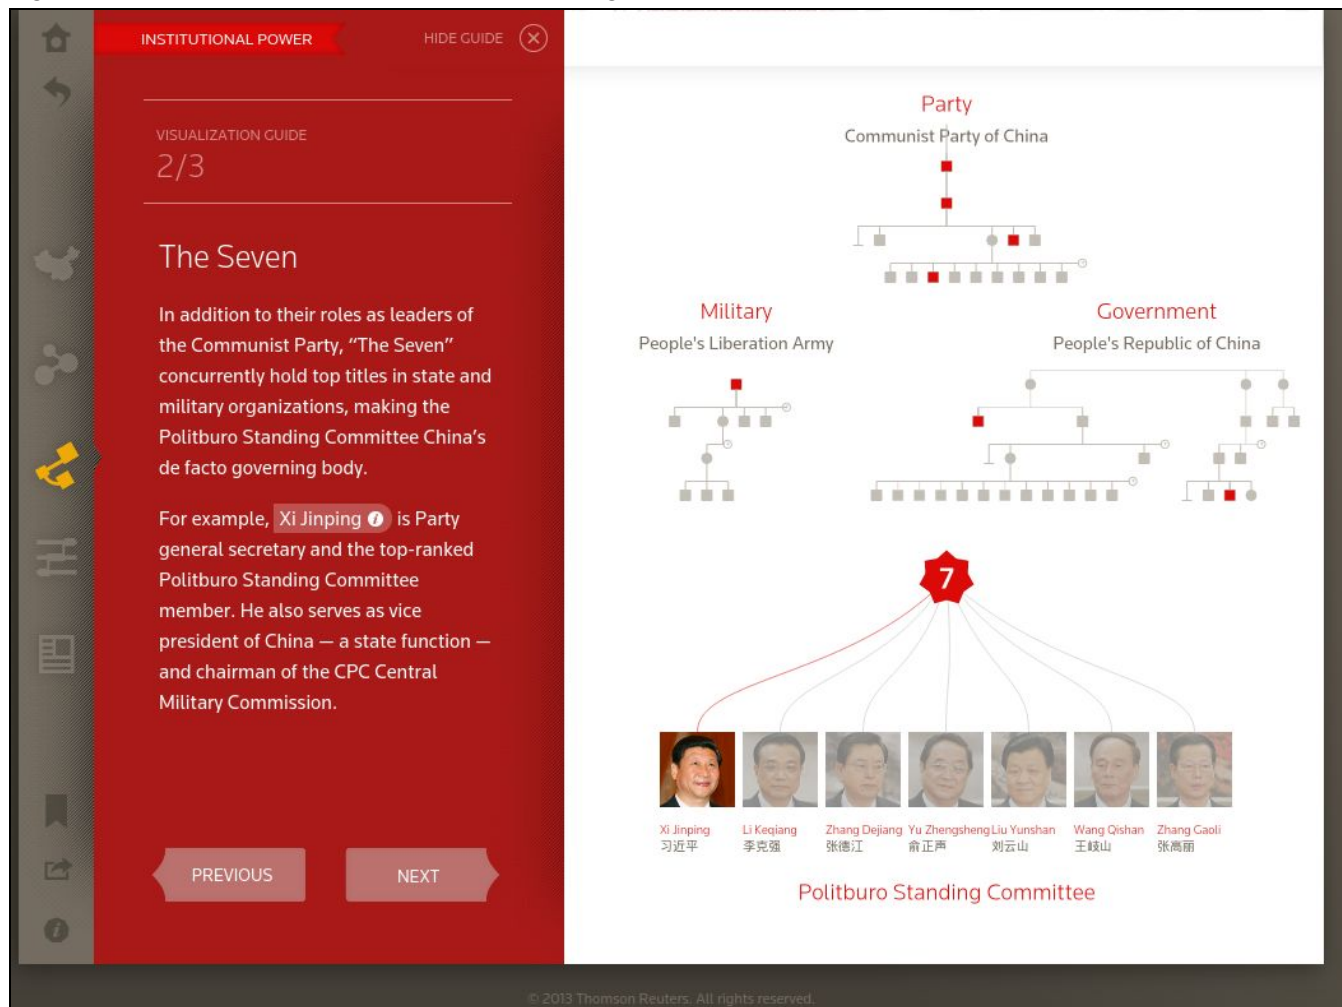 INSTITUTIONAL POWER
HIDE GUIDE
VISUALIZATION GUIDE
2/3
The Seven
In addition to their roles as leaders of
the Communist Party, “The Seven”
concurrently hold top titles in state and
military organizations, making the
Politburo Standing Committee China’s
de facto governing body.
For example, Xi Jinping i is Party
general secretary and the top-ranked
Politburo Standing Committee
member. He also serves as vice
president of China — a state function —
and chairman of the CPC Central
Military Commission.
PREVIOUS
NEXT
Party
Communist Party of China
Military
People's Liberation Army
Government
People's Republic of China
7
Xi Jinping
习近平
Li Keqiang
李克强
Zhang Dejiang
张德江
Yu Zhengsheng
俞正声
Liu Yunshan
刘云山
Wang Qishan
王岐山
Zhang Gaoli
张高丽
Politburo Standing Committee
© 2013 Thomson Reuters. All rights reserved.